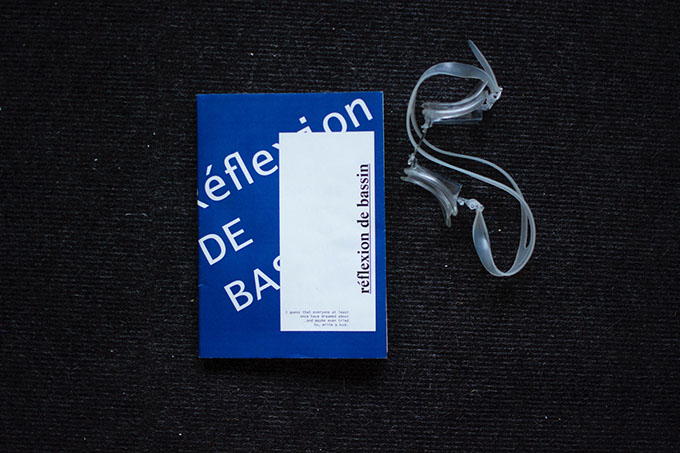 Réflexion
DE
BAS
réflexion de bassin
I guess that everyone at least
once have dreamed about
...and maybe even tried
to, write a